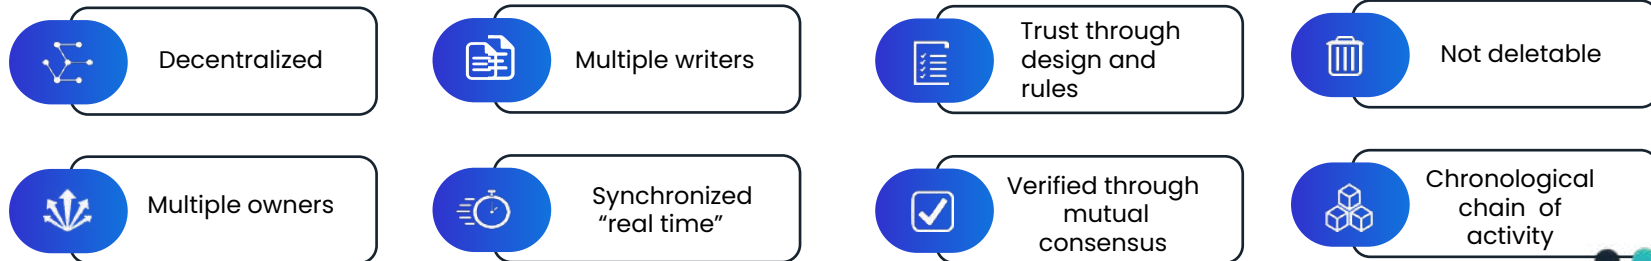 Decentralized
Multiple writers
Trust through
design and
rules
Not deletable
Multiple owners
Synchronized
“real time”
Verified through
mutual
consensus
Chronological
chain of
activity